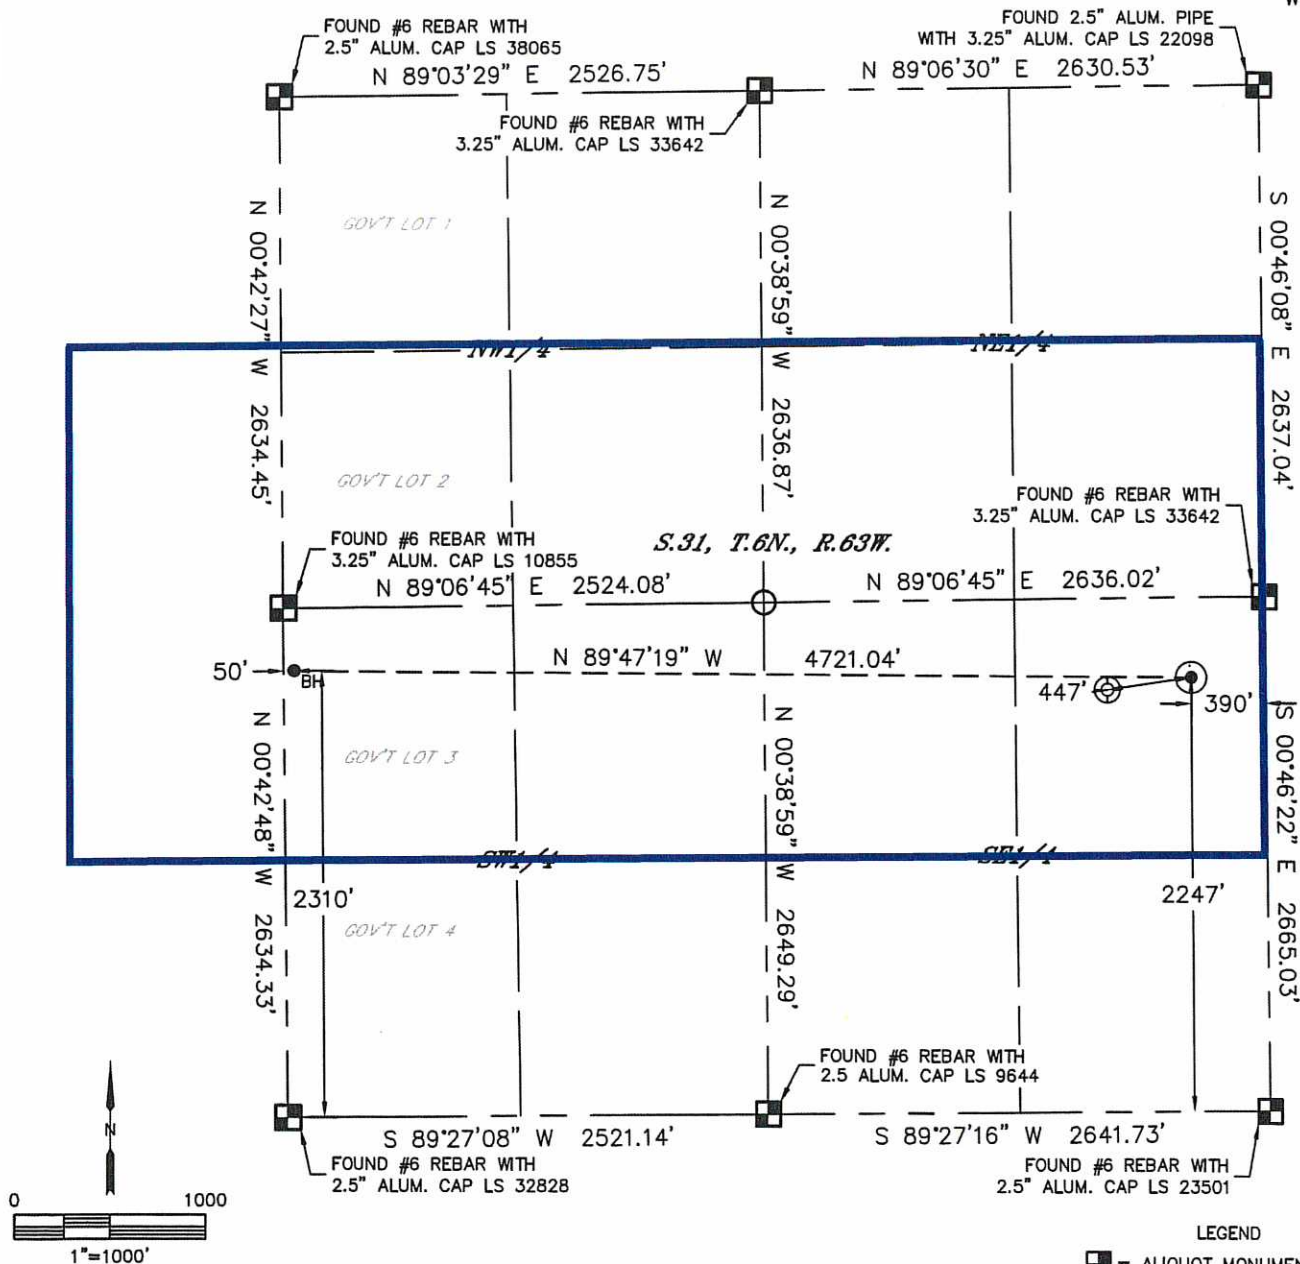 W
FOUND #6 REBAR WITH
2.5" ALUM. CAP LS 38065
FOUND 2.5" ALUM. PIPE
WITH 3.25" ALUM. CAP LS 22098
N 89°03'29" E 2526.75'
N 89°06'30" E 2630.53'
FOUND #6 REBAR WITH
3.25" ALUM. CAP LS 33642
GOV'T LOT 1
N 00°42'27" W 2634.45'
N 00°38'59" W 2636.87'
S 00°46'08" E 2637.04'
NW1/4
NE1/4
GOV'T LOT 2
FOUND #6 REBAR WITH
3.25" ALUM. CAP LS 33642
FOUND #6 REBAR WITH
3.25" ALUM. CAP LS 10855
S.31, T.6N., R.63W.
N 89°06'45" E 2524.08'
N 89°06'45" E 2636.02'
50'
BH
N 89°47'19" W 4721.04'
447'
390'
GOV'T LOT 3
N 00°42'48" W 2634.33'
N 00°38'59" W 2649.29'
S 00°46'22" E 2665.03'
SW1/4
SE1/4
2310'
2247'
GOV'T LOT 4
FOUND #6 REBAR WITH
2.5 ALUM. CAP LS 9644
S 89°27'08" W 2521.14'
S 89°27'16" W 2641.73'
FOUND #6 REBAR WITH
2.5" ALUM. CAP LS 32828
FOUND #6 REBAR WITH
2.5" ALUM. CAP LS 23501
N
0 1000
1"=1000'
LEGEND
= ALIQUOT MONUMEN